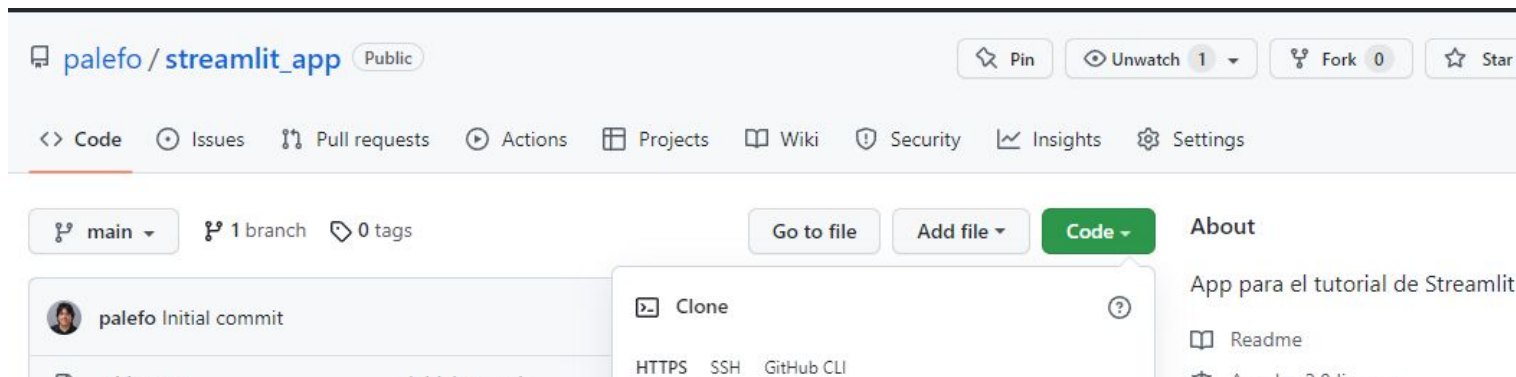 palefo / streamlit_app Public
Pin Unwatch 1 Fork 0 Star
Code Issues Pull requests Actions Projects Wiki Security Insights Settings
main 1 branch 0 tags Go to file Add file Code About
App para el tutorial de Streamlit
palefo Initial commit Clone
Readme
HTTPS SSH GitHub CLI